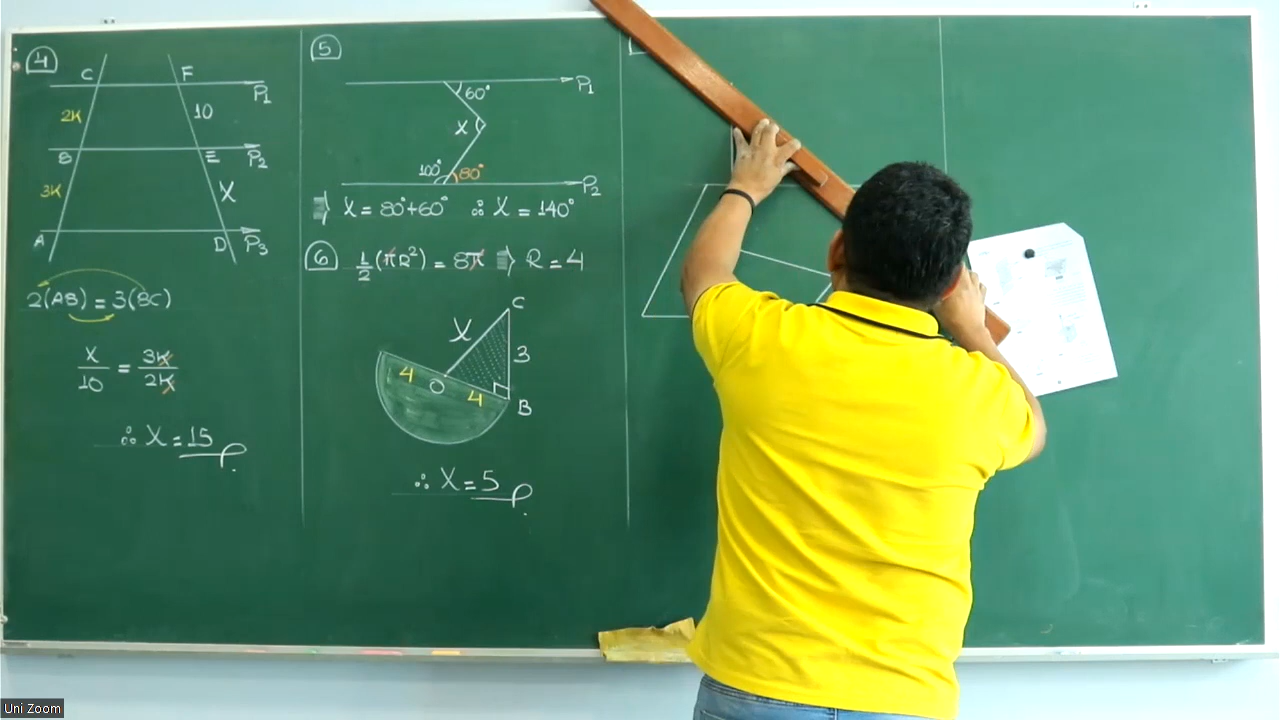 4
C F
P₁
2K 10
B E P₂
3K X
A D P₃
2(AB) = 3(BC)
X/10 = 3K/2K
∴ X = 15
5
P₁
60°
X
100° 80°
P₂
⇒ X = 80°+60° ∴ X = 140°
6
1/2(πR²) = 8π ⇒ R = 4
C
X
3
4 O 4
B
∴ X = 5
Uni Zoom